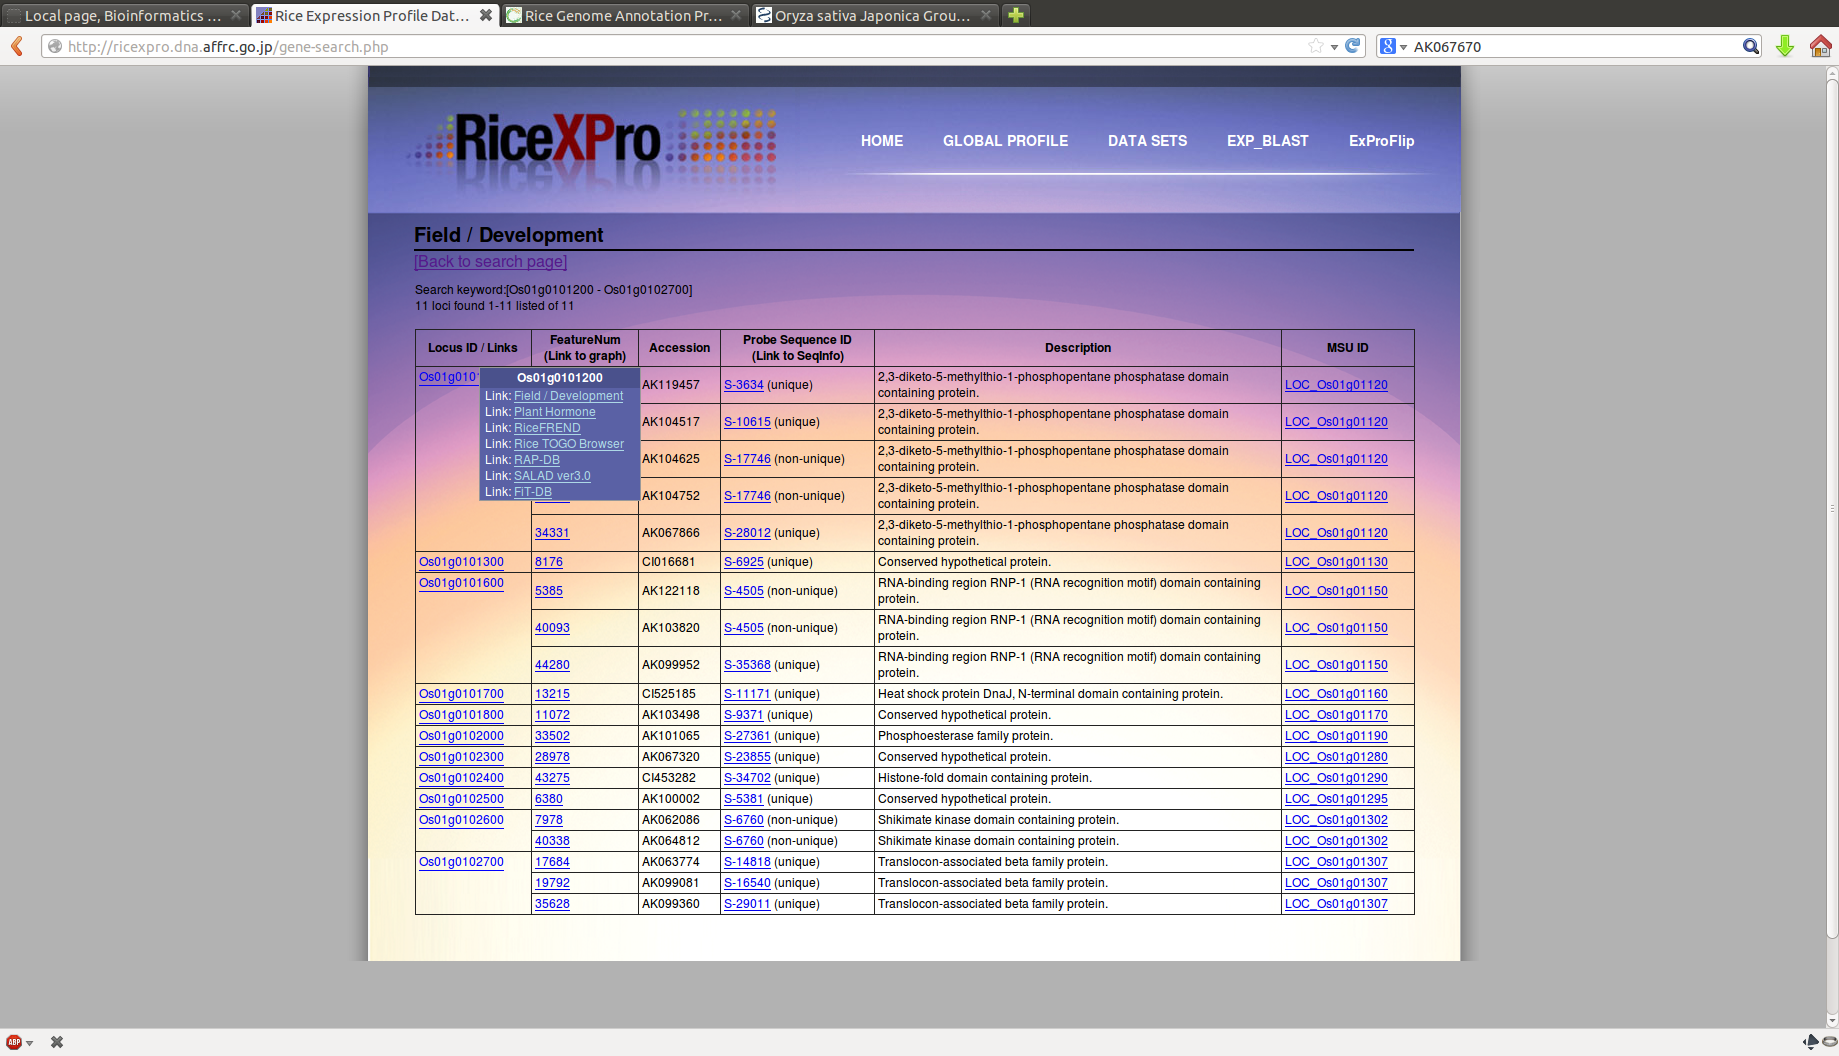 Local page, Bioinformatics ...
Rice Expression Profile Dat...
Rice Genome Annotation Pr...
Oryza sativa Japonica Grou...
http://ricexpro.dna.affrc.go.jp/gene-search.php
8 AK067670
RiceXPro
HOME GLOBAL PROFILE DATA SETS EXP_BLAST ExProFlip
Field / Development
[Back to search page]
Search keyword:[Os01g0101200 - Os01g0102700]
11 loci found 1-11 listed of 11
Locus ID / Links FeatureNum (Link to graph) Accession Probe Sequence ID (Link to SeqInfo) Description MSU ID
Os01g0101
Os01g0101200
Link: Field / Development
Link: Plant Hormone
Link: RiceFREND
Link: Rice TOGO Browser
Link: RAP-DB
Link: SALAD ver3.0
Link: FiT-DB
AK119457 S-3634 (unique) 2,3-diketo-5-methylthio-1-phosphopentane phosphatase domain containing protein. LOC_Os01g01120
AK104517 S-10615 (unique) 2,3-diketo-5-methylthio-1-phosphopentane phosphatase domain containing protein. LOC_Os01g01120
AK104625 S-17746 (non-unique) 2,3-diketo-5-methylthio-1-phosphopentane phosphatase domain containing protein. LOC_Os01g01120
AK104752 S-17746 (non-unique) 2,3-diketo-5-methylthio-1-phosphopentane phosphatase domain containing protein. LOC_Os01g01120
34331 AK067866 S-28012 (unique) 2,3-diketo-5-methylthio-1-phosphopentane phosphatase domain containing protein. LOC_Os01g01120
Os01g0101300 8176 CI016681 S-6925 (unique) Conserved hypothetical protein. LOC_Os01g01130
Os01g0101600 5385 AK122118 S-4505 (non-unique) RNA-binding region RNP-1 (RNA recognition motif) domain containing protein. LOC_Os01g01150
40093 AK103820 S-4505 (non-unique) RNA-binding region RNP-1 (RNA recognition motif) domain containing protein. LOC_Os01g01150
44280 AK099952 S-35368 (unique) RNA-binding region RNP-1 (RNA recognition motif) domain containing protein. LOC_Os01g01150
Os01g0101700 13215 CI525185 S-11171 (unique) Heat shock protein DnaJ, N-terminal domain containing protein. LOC_Os01g01160
Os01g0101800 11072 AK103498 S-9371 (unique) Conserved hypothetical protein. LOC_Os01g01170
Os01g0102000 33502 AK101065 S-27361 (unique) Phosphoesterase family protein. LOC_Os01g01190
Os01g0102300 28978 AK067320 S-23855 (unique) Conserved hypothetical protein. LOC_Os01g01280
Os01g0102400 43275 CI453282 S-34702 (unique) Histone-fold domain containing protein. LOC_Os01g01290
Os01g0102500 6380 AK100002 S-5381 (unique) Conserved hypothetical protein. LOC_Os01g01295
Os01g0102600 7978 AK062086 S-6760 (non-unique) Shikimate kinase domain containing protein. LOC_Os01g01302
40338 AK064812 S-6760 (non-unique) Shikimate kinase domain containing protein. LOC_Os01g01302
Os01g0102700 17684 AK063774 S-14818 (unique) Translocon-associated beta family protein. LOC_Os01g01307
19792 AK099081 S-16540 (unique) Translocon-associated beta family protein. LOC_Os01g01307
35628 AK099360 S-29011 (unique) Translocon-associated beta family protein. LOC_Os01g01307
ABP